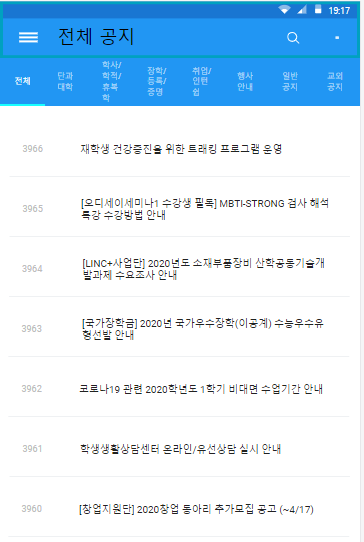 19:17
전체 공지
전체
단과
대학
학사/
학적/
휴복
학
장학/
등록/
증명
취업/
인턴
쉽
행사
안내
일반
공지
교외
공지
3966
재학생 건강증진을 위한 트래킹 프로그램 운영
3965
[오디세이세미나1 수강생 필독] MBTI-STRONG 검사 해석
특강 수강방법 안내
3964
[LINC+사업단] 2020년도 소재부품장비 산학공동기술개
발과제 수요조사 안내
3963
[국가장학금] 2020년 국가우수장학(이공계) 수능우수유
형선발 안내
3962
코로나19 관련 2020학년도 1학기 비대면 수업기간 안내
3961
학생생활상담센터 온라인/유선상담 실시 안내
3960
[창업지원단] 2020창업 동아리 추가모집 공고 (~4/17)